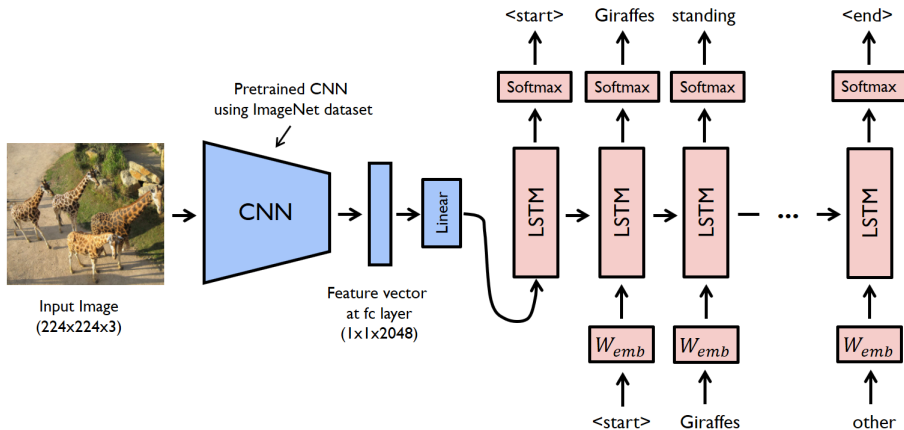 <start>
Giraffes
standing
<end>
Softmax
Softmax
Softmax
Softmax
Pretrained CNN
using ImageNet dataset
CNN
Linear
LSTM
LSTM
LSTM
...
LSTM
Input Image
(224x224x3)
Feature vector
at fc layer
(1x1x2048)
W_emb
W_emb
W_emb
<start>
Giraffes
other